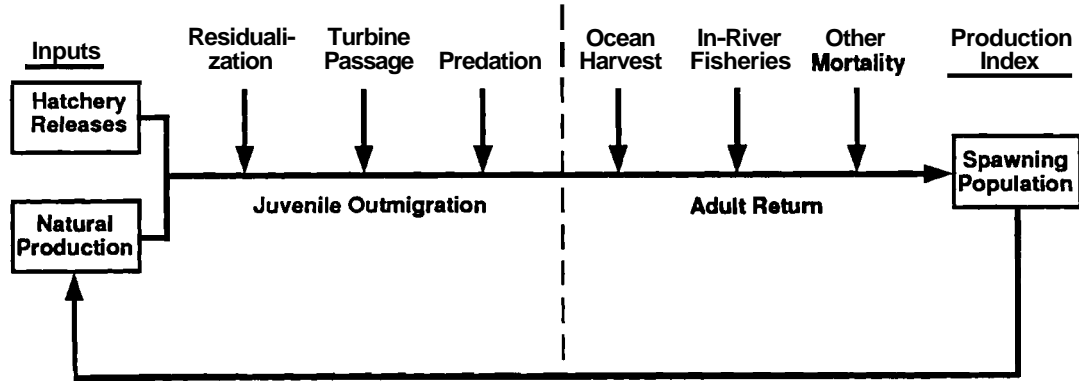 Inputs
Residuali-
zation
Turbine
Passage
Predation
Ocean
Harvest
In-River
Fisheries
Other
Mortality
Production
Index
Hatchery
Releases
Spawning
Population
Juvenile Outmigration
Adult Return
Natural
Production